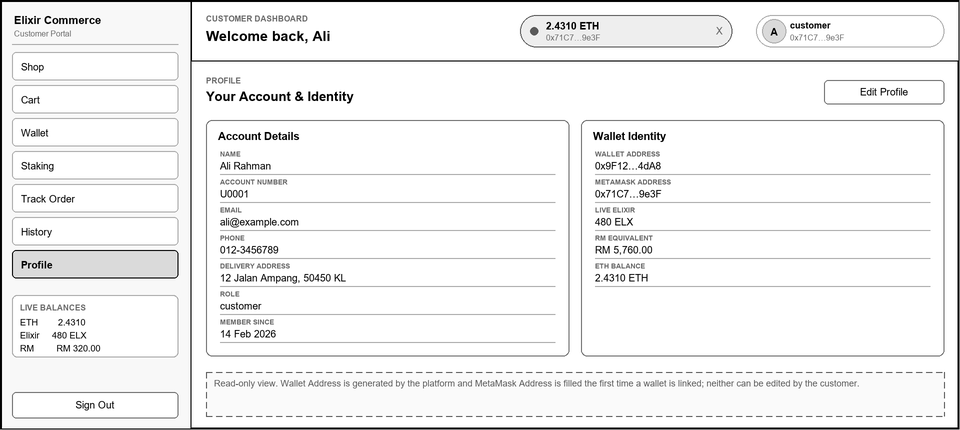 Elixir Commerce
Customer Portal
Shop
Cart
Wallet
Staking
Track Order
History
Profile
LIVE BALANCES
ETH 2.4310
Elixir 480 ELX
RM RM 320.00
Sign Out
CUSTOMER DASHBOARD
Welcome back, Ali
2.4310 ETH
0x71C7...9e3F
X
A
customer
0x71C7...9e3F
PROFILE
Your Account & Identity
Edit Profile
Account Details
NAME
Ali Rahman
ACCOUNT NUMBER
U0001
EMAIL
ali@example.com
PHONE
012-3456789
DELIVERY ADDRESS
12 Jalan Ampang, 50450 KL
ROLE
customer
MEMBER SINCE
14 Feb 2026
Wallet Identity
WALLET ADDRESS
0x9F12...4dA8
METAMASK ADDRESS
0x71C7...9e3F
LIVE ELIXIR
480 ELX
RM EQUIVALENT
RM 5,760.00
ETH BALANCE
2.4310 ETH
Read-only view. Wallet Address is generated by the platform and MetaMask Address is filled the first time a wallet is linked; neither can be edited by the customer.